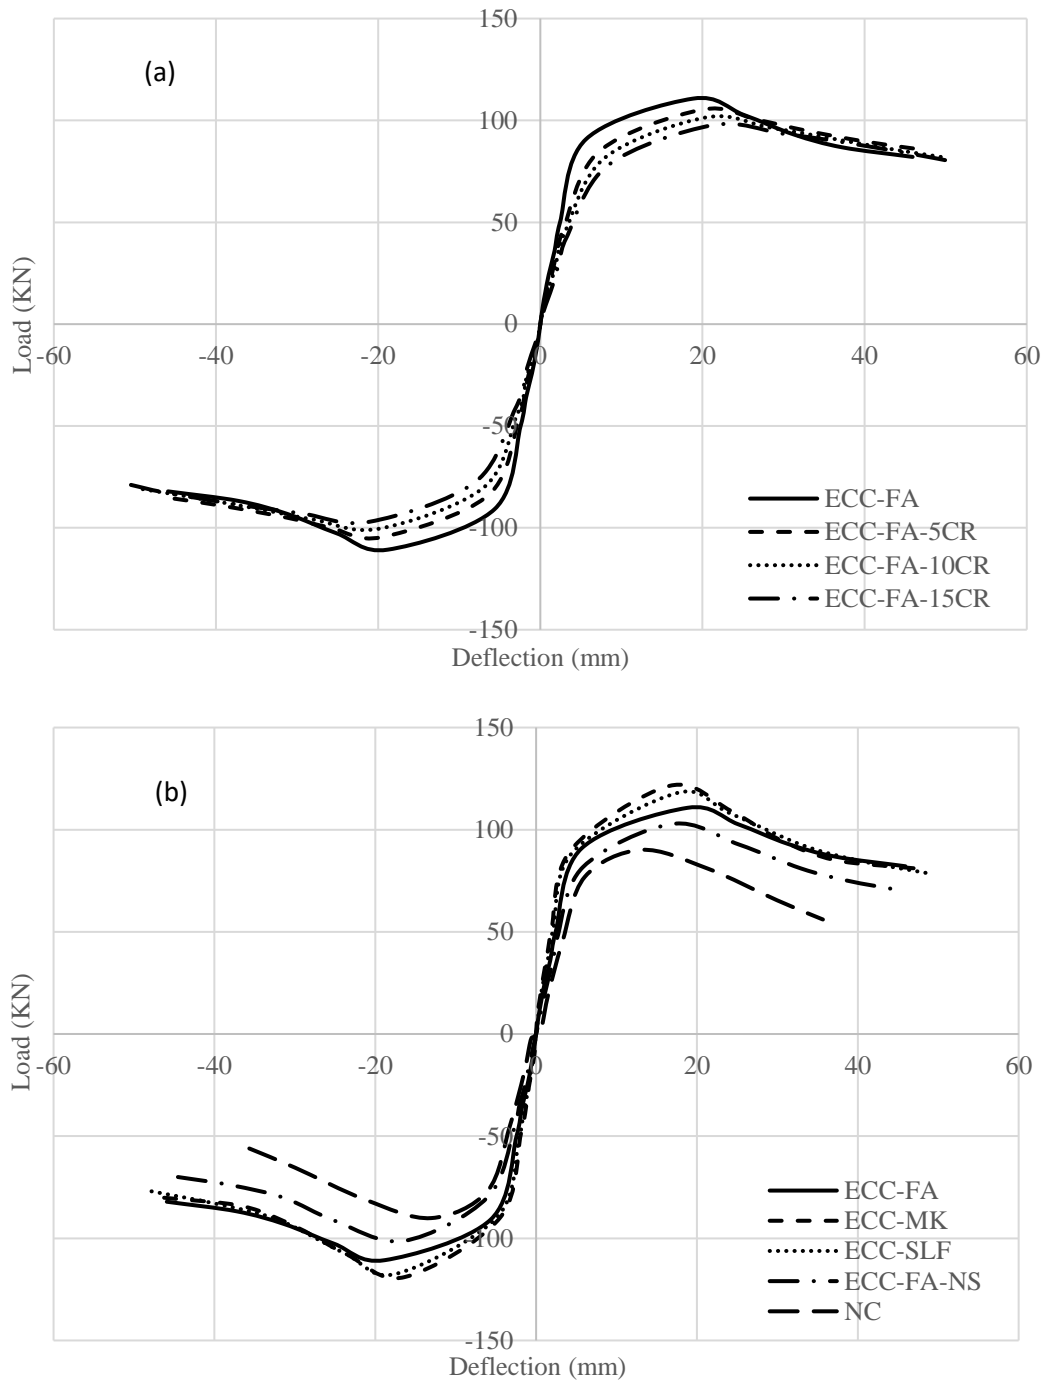 150
(a)
100
50
0
-60
-40
-20
0
20
40
60
Load (KN)
-50
-100
-150
ECC-FA
ECC-FA-5CR
ECC-FA-10CR
ECC-FA-15CR
Deflection (mm)
150
(b)
100
50
0
-60
-40
-20
0
20
40
60
Load (KN)
-50
-100
-150
ECC-FA
ECC-MK
ECC-SLF
ECC-FA-NS
NC
Deflection (mm)